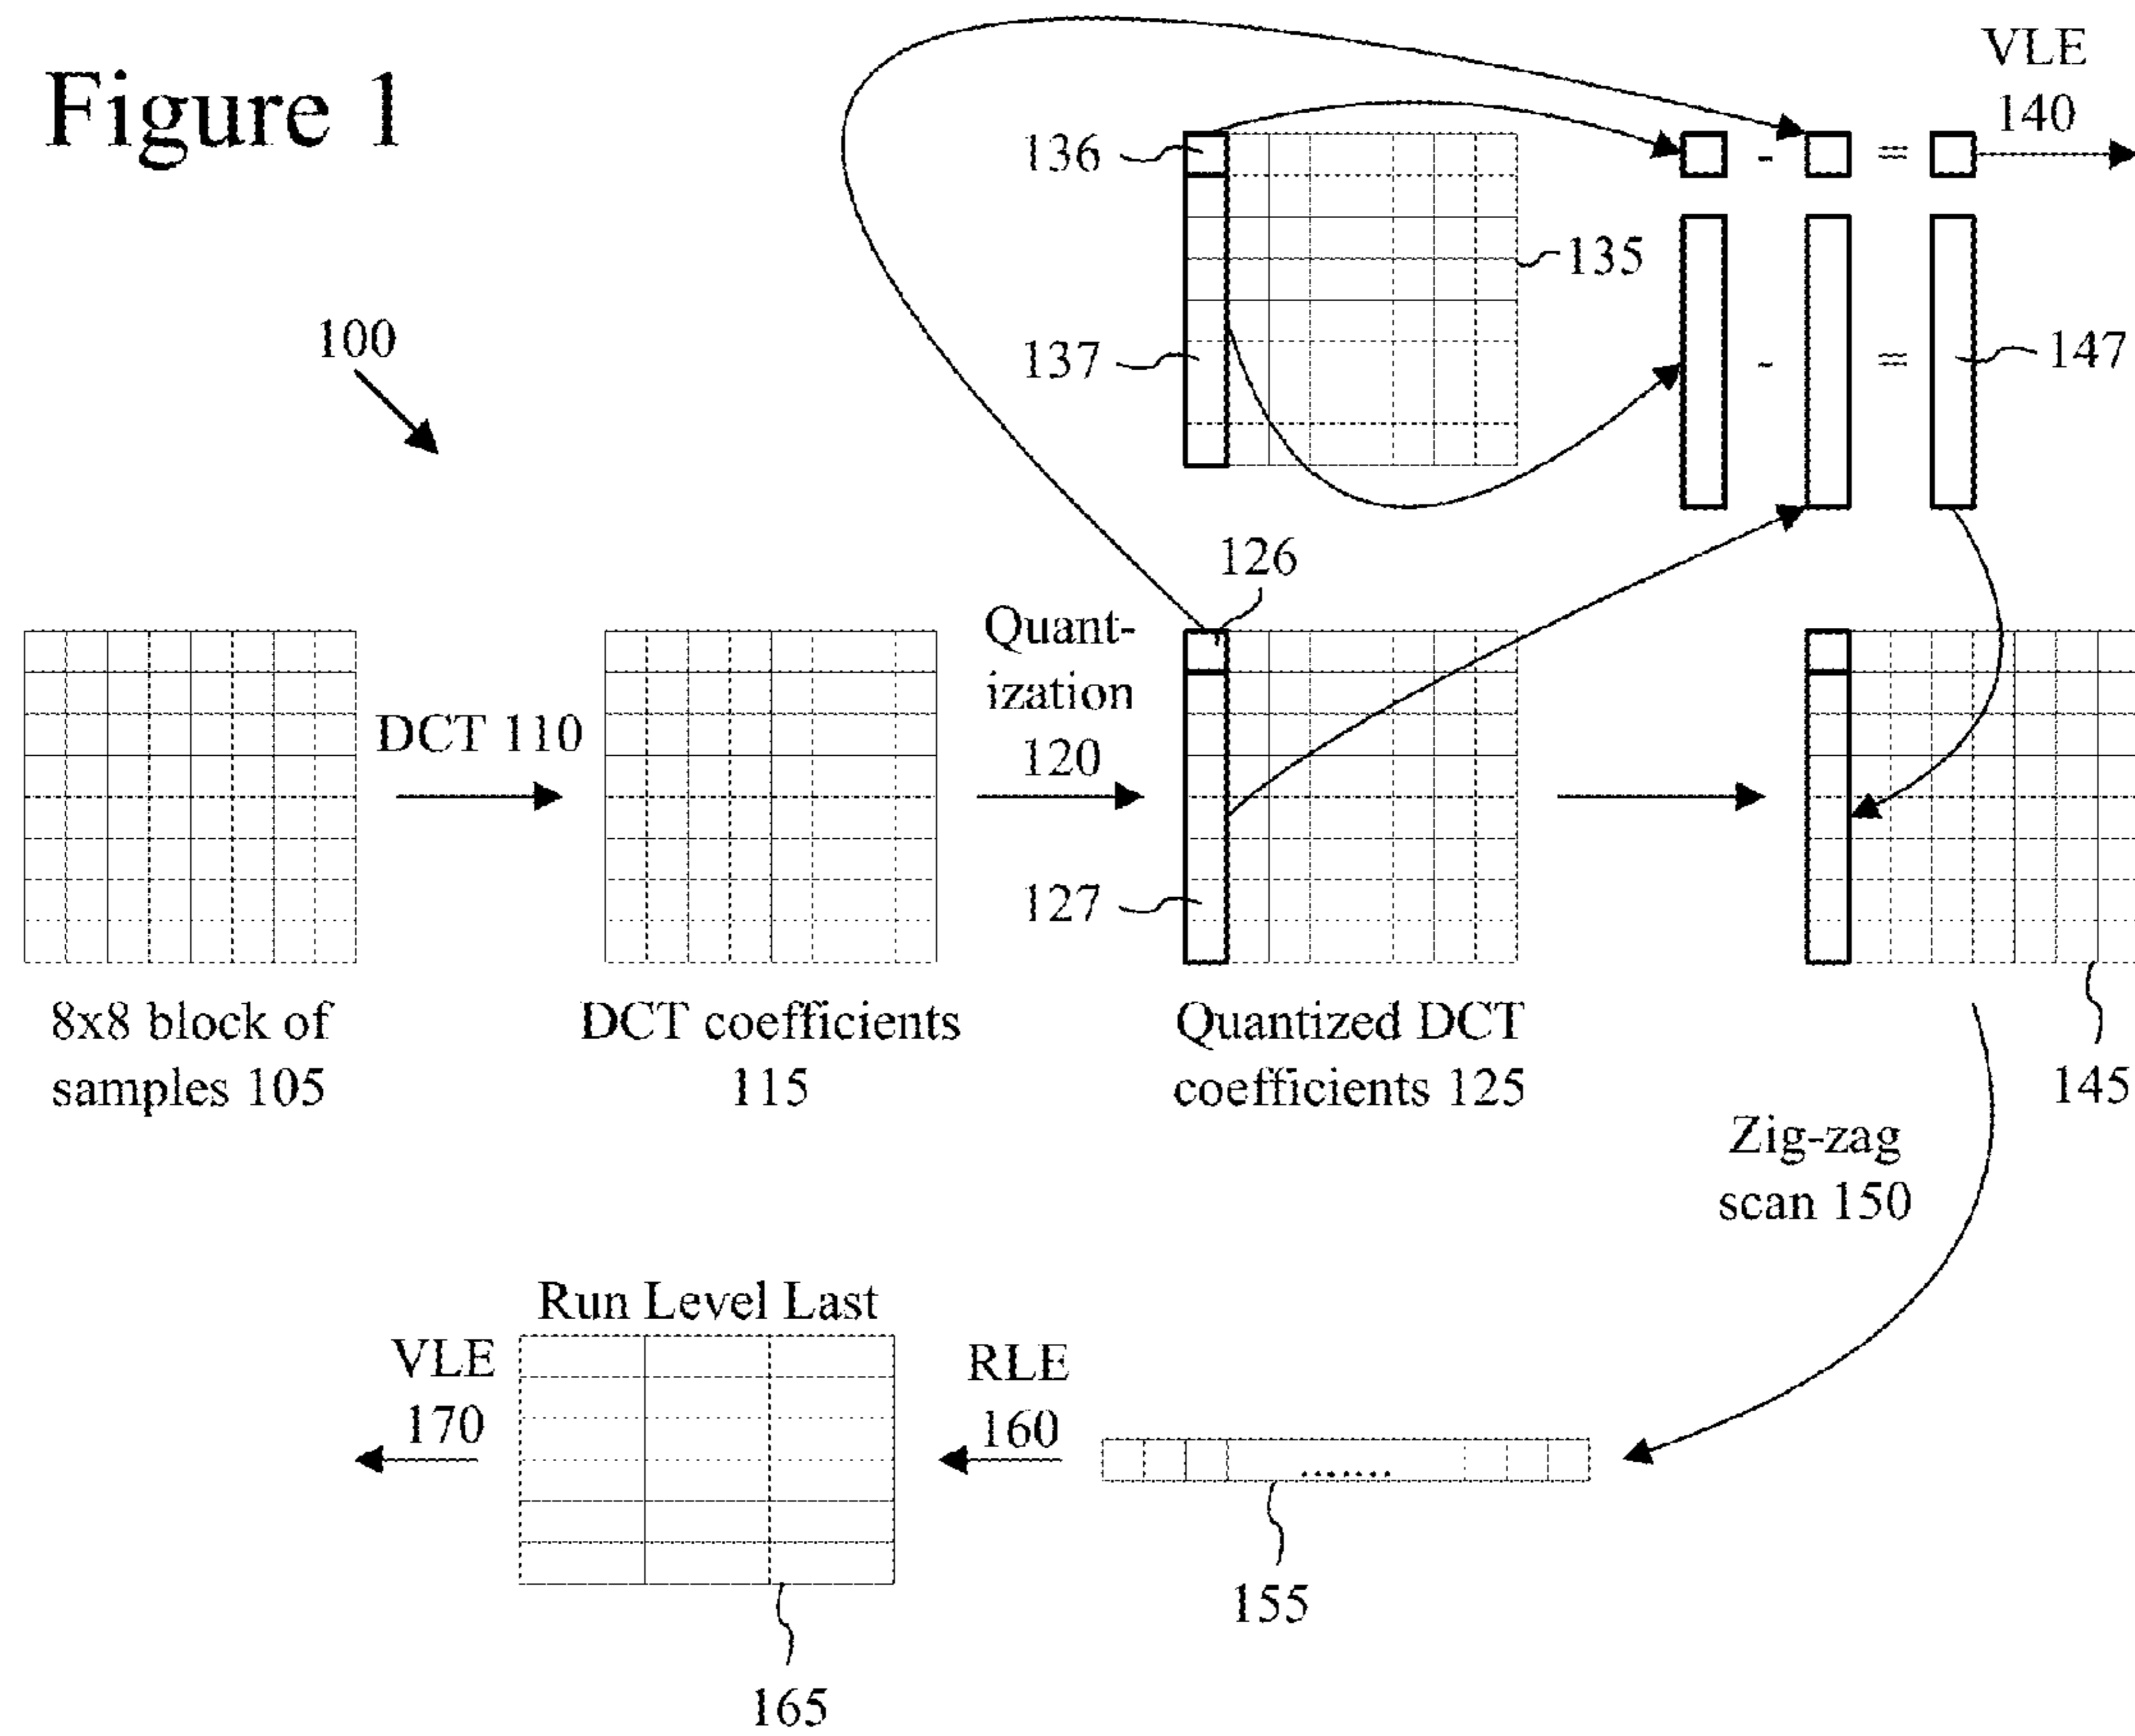 Figure 1
VLE
140
136
135
100
137
147
126
Quant-
ization
120
DCT 110
127
8x8 block of
samples 105
DCT coefficients
115
Quantized DCT
coefficients 125
145
Zig-zag
scan 150
Run Level Last
VLE
170
RLE
160
155
165
- =
- =